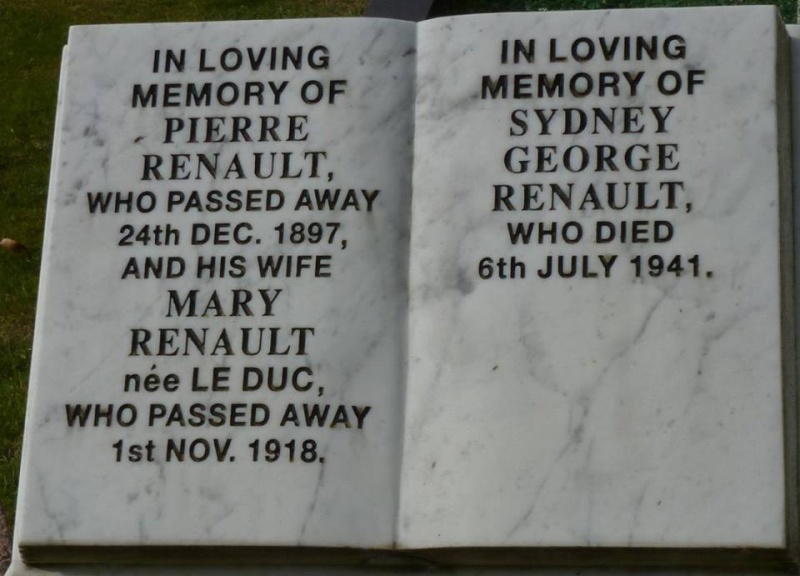 IN LOVING
MEMORY OF
PIERRE
RENAULT,
WHO PASSED AWAY
24th DEC. 1897,
AND HIS WIFE
MARY
RENAULT
née LE DUC,
WHO PASSED AWAY
1st NOV. 1918.
IN LOVING
MEMORY OF
SYDNEY
GEORGE
RENAULT,
WHO DIED
6th JULY 1941.